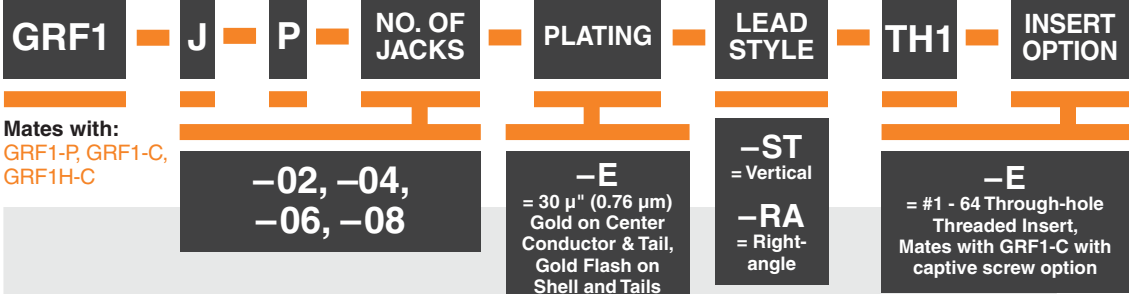 GRF1
J
P
NO. OF
JACKS
PLATING
LEAD
STYLE
TH1
INSERT
OPTION
Mates with:
GRF1-P, GRF1-C,
GRF1H-C
–02, –04,
–06, –08
–E
= 30 µ" (0.76 µm)
Gold on Center
Conductor & Tail,
Gold Flash on
Shell and Tails
–ST
= Vertical
–RA
= Right-
angle
–E
= #1 - 64 Through-hole
Threaded Insert,
Mates with GRF1-C with
captive screw option